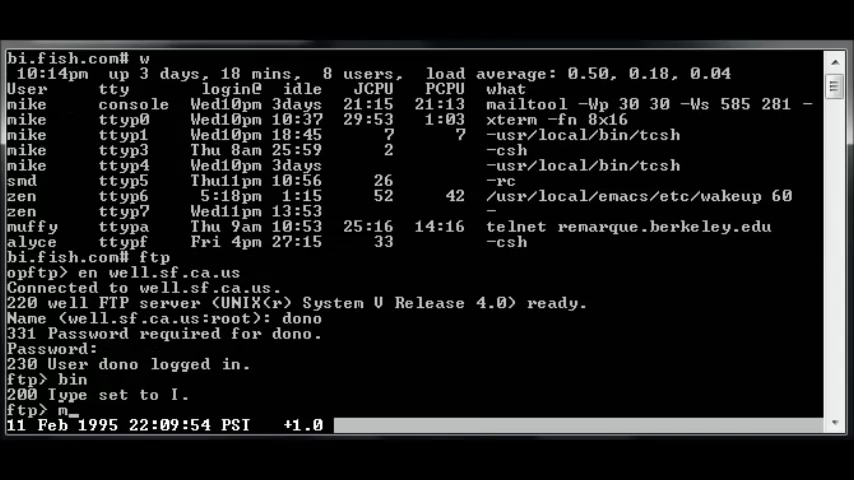 bi.fish.com# w
10:14pm up 3 days, 18 mins, 8 users, load average: 0.50, 0.18, 0.04
User tty login@ idle JCPU PCPU what
mike console Wed10pm 3days 21:15 21:13 mailtool -Wp 30 30 -Ws 585 281 -
mike ttyp0 Wed10pm 10:37 29:53 1:03 xterm -fn 8x16
mike ttyp1 Wed10pm 18:45 7 7 -usr/local/bin/tcsh
mike ttyp3 Thu 8am 25:59 2 -csh
mike ttyp4 Wed10pm 3days -usr/local/bin/tcsh
smd ttyp5 Thu11pm 10:56 26 -rc
zen ttyp6 5:18pm 1:15 52 42 /usr/local/emacs/etc/wakeup 60
zen ttyp7 Wed11pm 13:53 -
muffy ttypa Thu 9am 10:53 25:16 14:16 telnet remarque.berkeley.edu
alyce ttypf Fri 4pm 27:15 33 -csh
bi.fish.com# ftp
opftp> en well.sf.ca.us
Connected to well.sf.ca.us.
220 well FTP server (UNIX(r) System V Release 4.0) ready.
Name (well.sf.ca.us:root): dono
331 Password required for dono.
Password:
230 User dono logged in.
ftp> bin
200 Type set to I.
ftp> m_
11 Feb 1995 22:09:54 PST +1.0